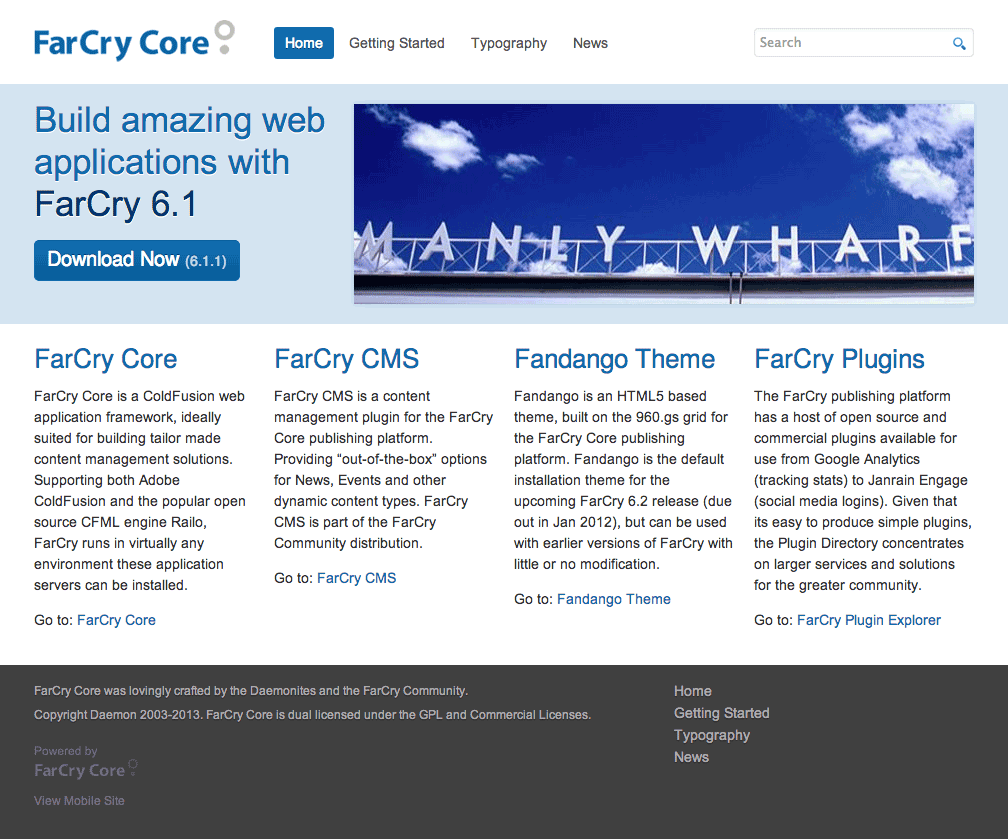 FarCry Core
Home
Getting Started
Typography
News
Search
Build amazing web
applications with
FarCry 6.1
Download Now (6.1.1)
MANLY WHARF
FarCry Core
FarCry Core is a ColdFusion web
application framework, ideally
suited for building tailor made
content management solutions.
Supporting both Adobe
ColdFusion and the popular open
source CFML engine Railo,
FarCry runs in virtually any
environment these application
servers can be installed.
Go to: FarCry Core
FarCry CMS
FarCry CMS is a content
management plugin for the FarCry
Core publishing platform.
Providing “out-of-the-box” options
for News, Events and other
dynamic content types. FarCry
CMS is part of the FarCry
Community distribution.
Go to: FarCry CMS
Fandango Theme
Fandango is an HTML5 based
theme, built on the 960.gs grid for
the FarCry Core publishing
platform. Fandango is the default
installation theme for the
upcoming FarCry 6.2 release (due
out in Jan 2012), but can be used
with earlier versions of FarCry with
little or no modification.
Go to: Fandango Theme
FarCry Plugins
The FarCry publishing platform
has a host of open source and
commercial plugins available for
use from Google Analytics
(tracking stats) to Janrain Engage
(social media logins). Given that
its easy to produce simple plugins,
the Plugin Directory concentrates
on larger services and solutions
for the greater community.
Go to: FarCry Plugin Explorer
FarCry Core was lovingly crafted by the Daemonites and the FarCry Community.
Copyright Daemon 2003-2013. FarCry Core is dual licensed under the GPL and Commercial Licenses.
Powered by
FarCry Core
View Mobile Site
Home
Getting Started
Typography
News